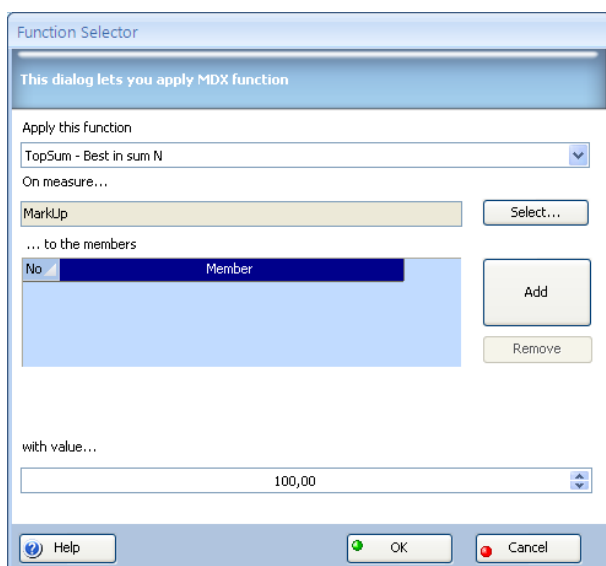 Function Selector
This dialog lets you apply MDX function
Apply this function
TopSum - Best in sum N
On measure...
MarkUp
Select...
... to the members
No Member
Add
Remove
with value...
100,00
Help OK Cancel